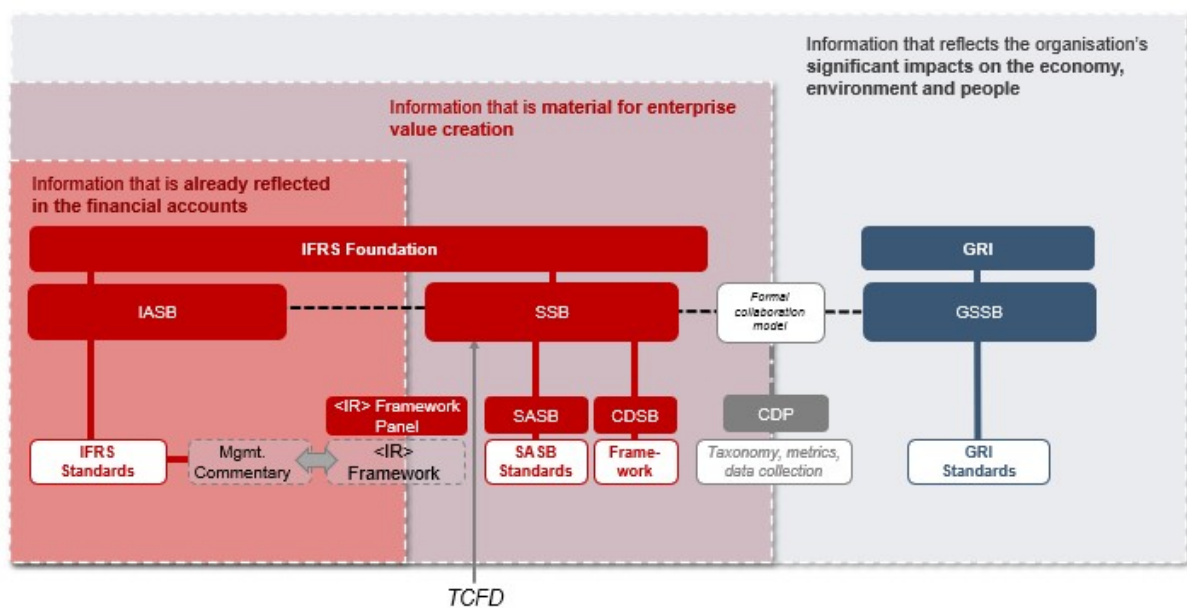 Information that reflects the organisation's
significant impacts on the economy,
environment and people
Information that is material for enterprise
value creation
Information that is already reflected
in the financial accounts
IFRS Foundation
GRI
IASB
SSB
Formal
collaboration
model
GSSB
<IR> Framework
Panel
SASB
CDSB
CDP
IFRS
Standards
Mgmt.
Commentary
<IR>
Framework
SASB
Standards
Frame-
work
Taxonomy, metrics,
data collection
GRI
Standards
TCFD